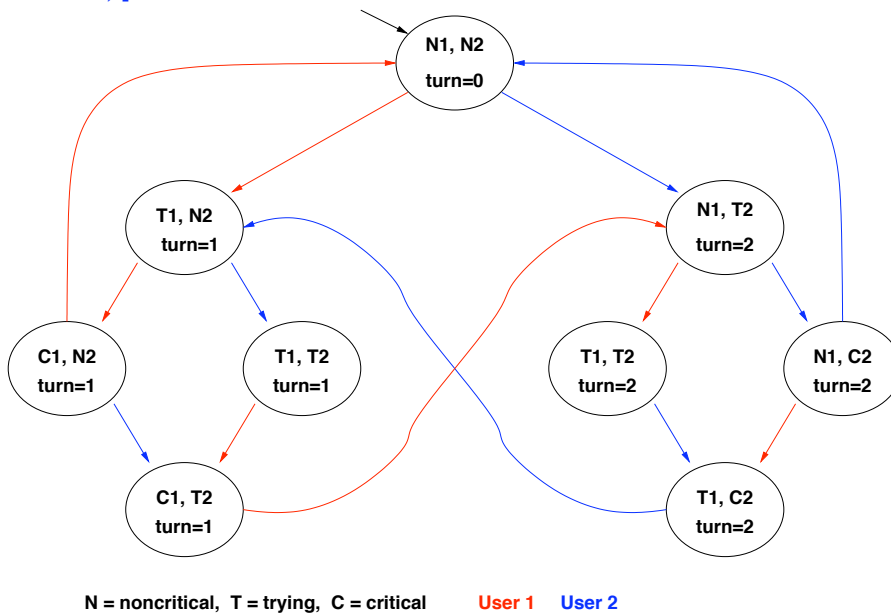 N1, N2
turn=0
T1, N2
turn=1
N1, T2
turn=2
C1, N2
turn=1
T1, T2
turn=1
T1, T2
turn=2
N1, C2
turn=2
C1, T2
turn=1
T1, C2
turn=2
N = noncritical, T = trying, C = critical User 1 User 2